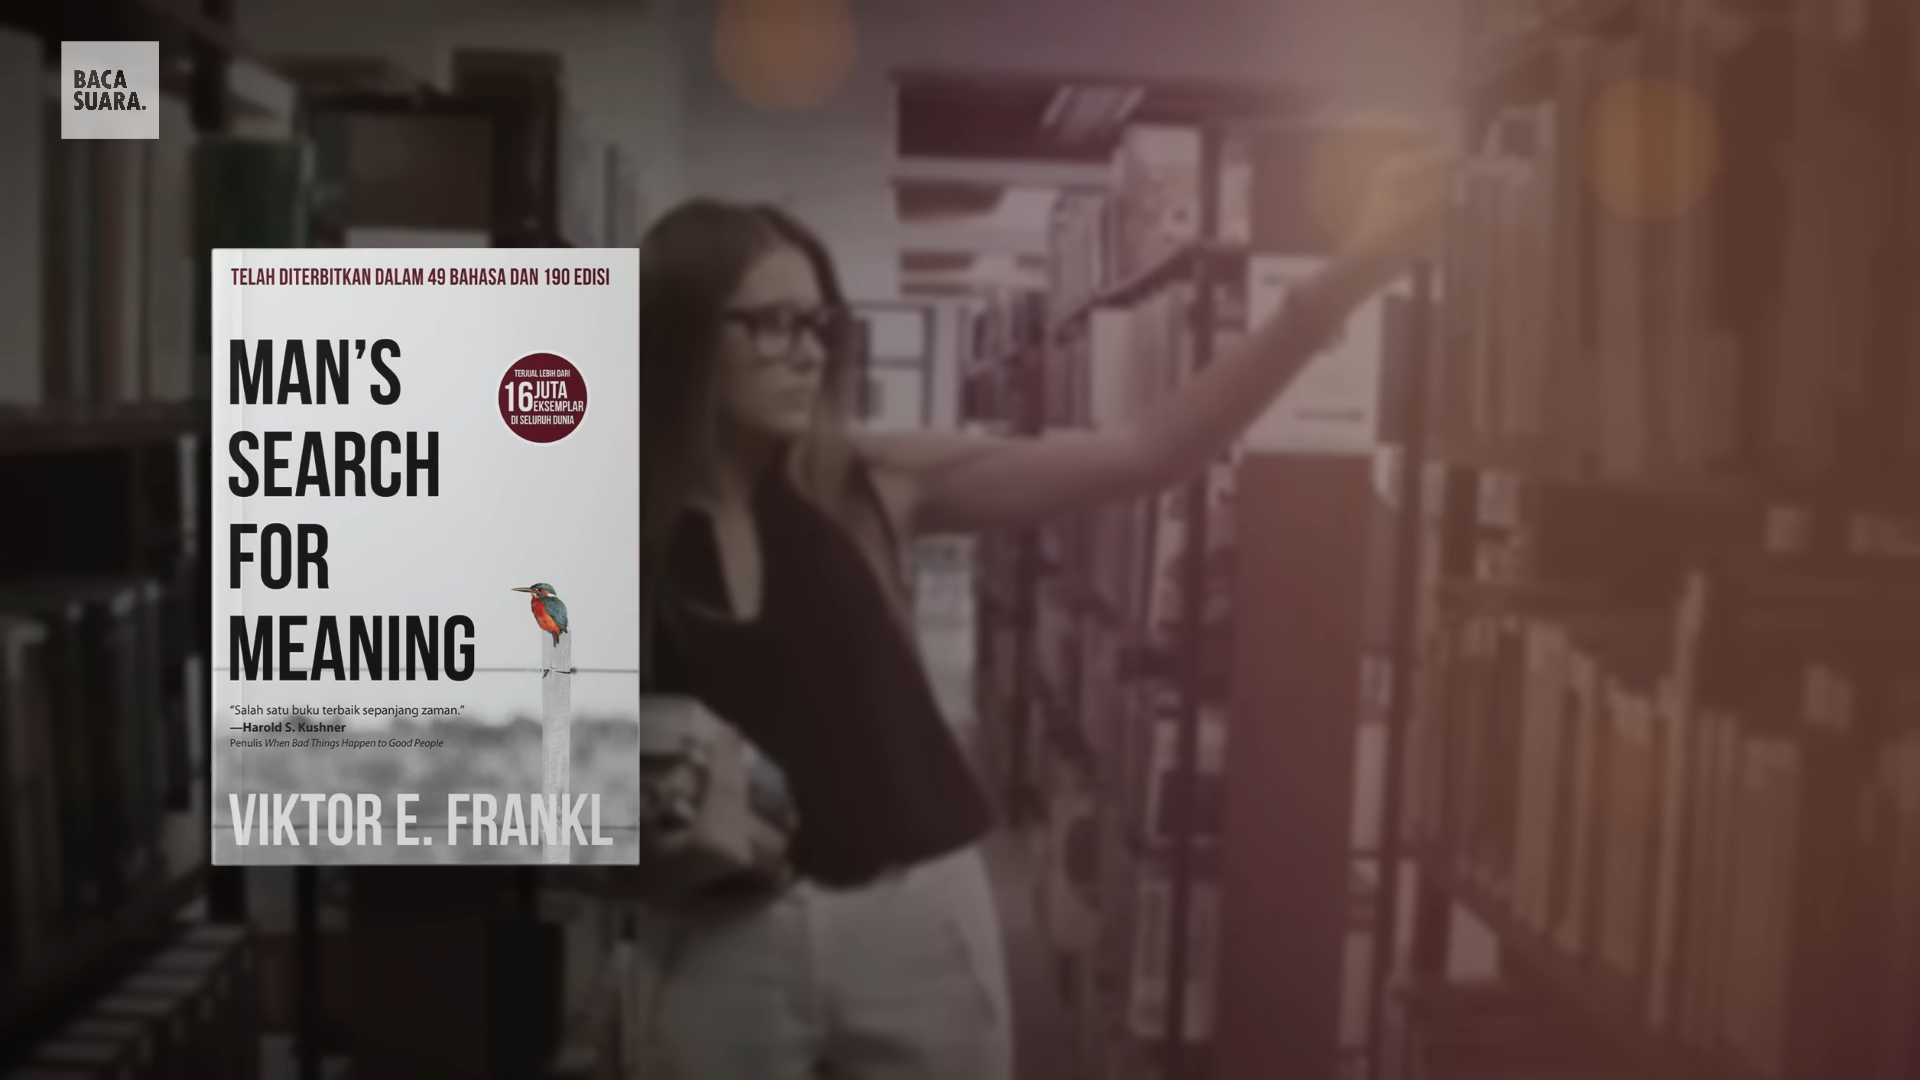 BACA
SUARA.
TELAH DITERBITKAN DALAM 49 BAHASA DAN 190 EDISI
MAN'S
SEARCH
FOR
MEANING
TERJUAL LEBIH DARI
16 JUTA
EKSEMPLAR
DI SELURUH DUNIA
“Salah satu buku terbaik sepanjang zaman.”
—Harold S. Kushner
Penulis When Bad Things Happen to Good People
VIKTOR E. FRANKL